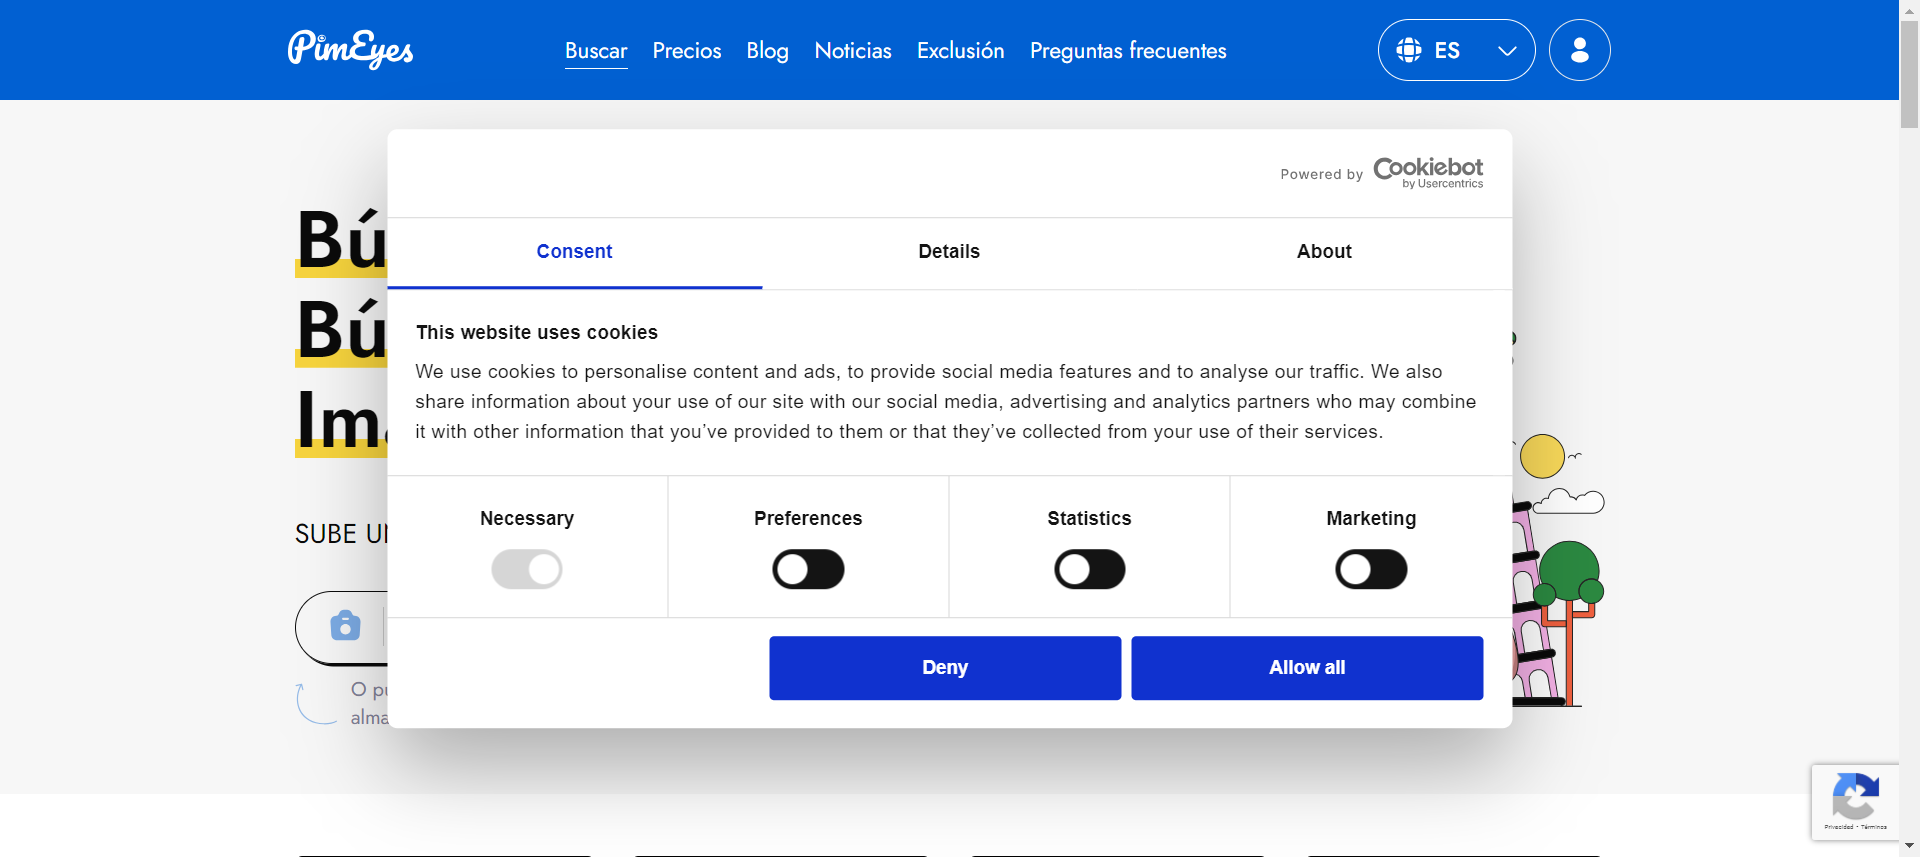 PimEyes
Buscar
Precios
Blog
Noticias
Exclusión
Preguntas frecuentes
ES
Powered by
Cookiebot
by Usercentrics
Consent
Details
About
This website uses cookies
We use cookies to personalise content and ads, to provide social media features and to analyse our traffic. We also
share information about your use of our site with our social media, advertising and analytics partners who may combine
it with other information that you’ve provided to them or that they’ve collected from your use of their services.
Necessary
Preferences
Statistics
Marketing
Deny
Allow all
Bú
Bú
SUBE
O
Privacidad - Términos